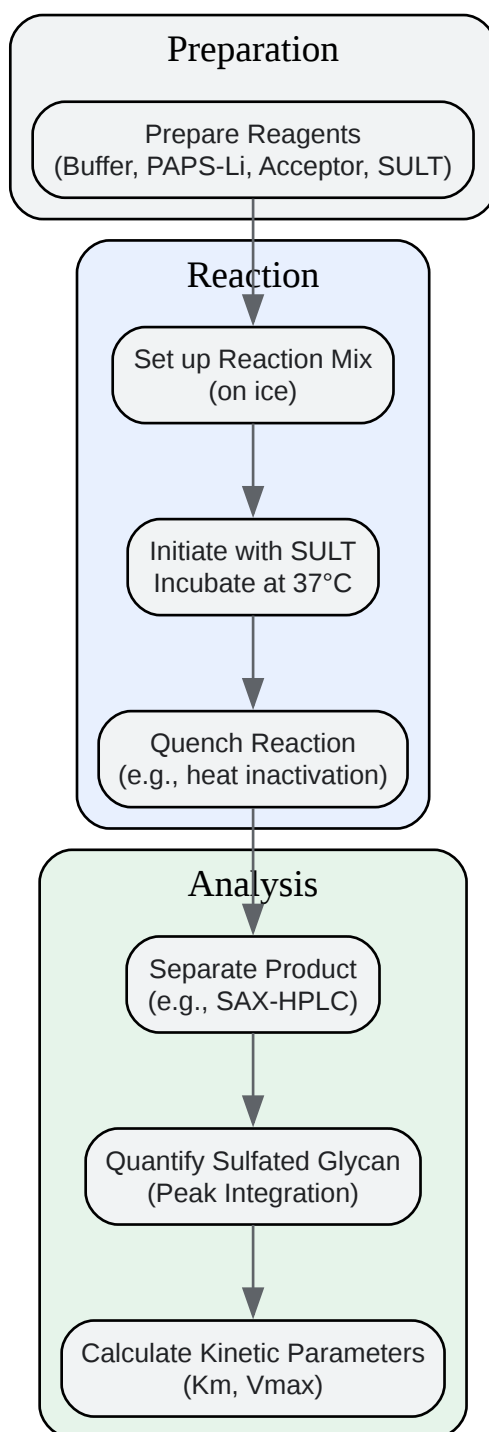 Preparation
Prepare Reagents
(Buffer, PAPS-Li, Acceptor, SULT)
Reaction
Set up Reaction Mix
(on ice)
Initiate with SULT
Incubate at 37°C
Quench Reaction
(e.g., heat inactivation)
Analysis
Separate Product
(e.g., SAX-HPLC)
Quantify Sulfated Glycan
(Peak Integration)
Calculate Kinetic Parameters
(Km, Vmax)